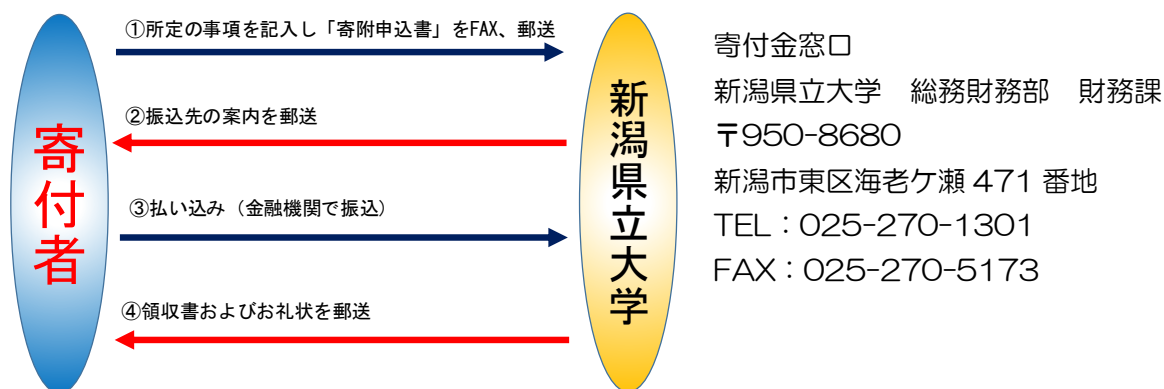 寄付者
①所定の事項を記入し「寄附申込書」をFAX、郵送
②振込先の案内を郵送
③払い込み（金融機関で振込）
④領収書およびお礼状を郵送
新潟県立大学
寄付金窓口
新潟県立大学　総務財務部　財務課
〒950-8680
新潟市東区海老ケ瀬 471 番地
TEL：025-270-1301
FAX：025-270-5173